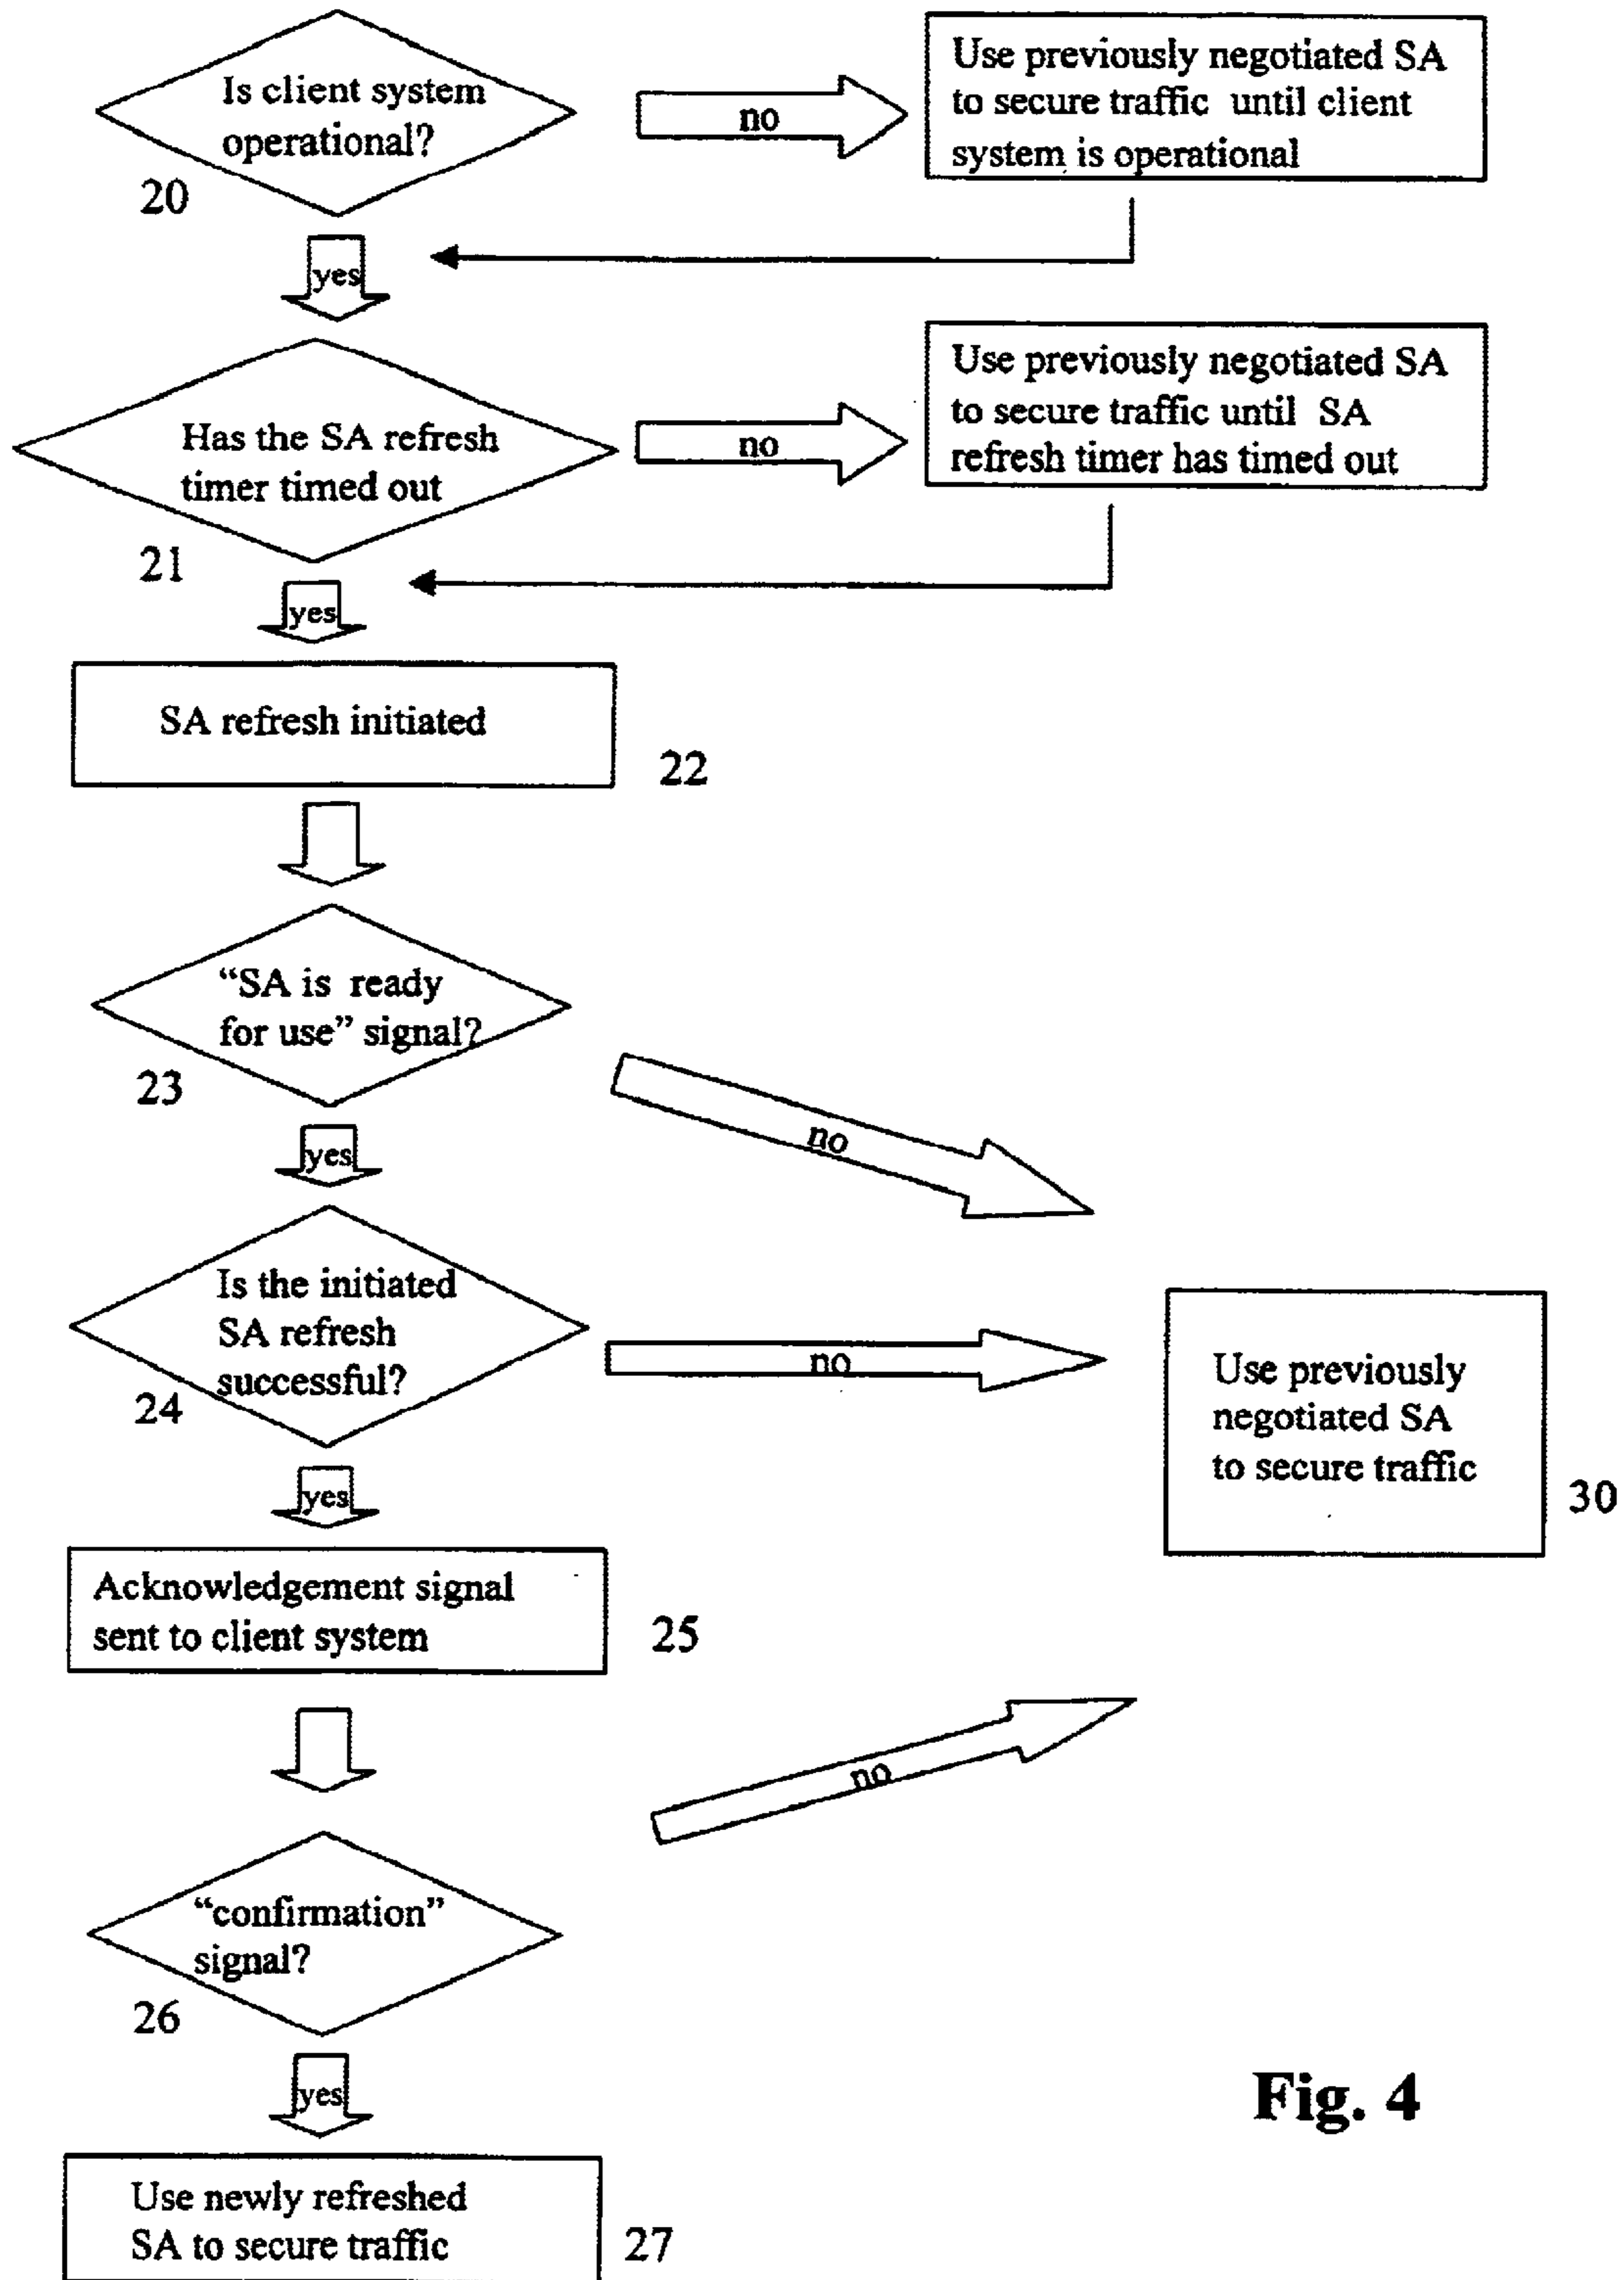 Is client system
operational?
20
no
Use previously negotiated SA
to secure traffic until client
system is operational
yes
Has the SA refresh
timer timed out
21
no
Use previously negotiated SA
to secure traffic until SA
refresh timer has timed out
yes
SA refresh initiated
22
“SA is ready
for use” signal?
23
no
yes
Is the initiated
SA refresh
successful?
24
no
Use previously
negotiated SA
to secure traffic
30
yes
Acknowledgement signal
sent to client system
25
no
“confirmation”
signal?
26
yes
Use newly refreshed
SA to secure traffic
27
Fig. 4